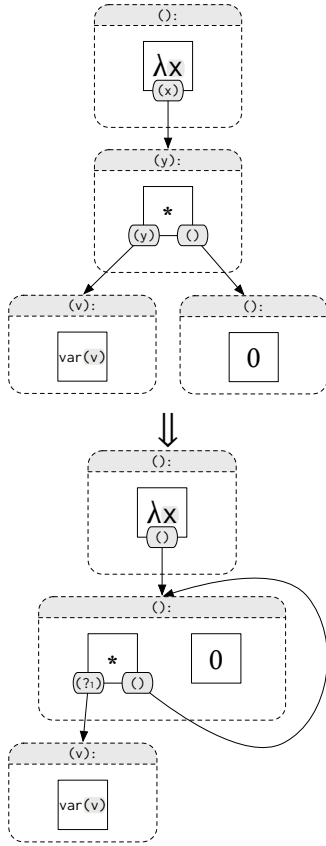 ():
λx
(x)
(y):
*
(y) ()
(v): ():
var(v) 0
⇓
():
λx
()
():
* 0
(?₁) ()
(v):
var(v)